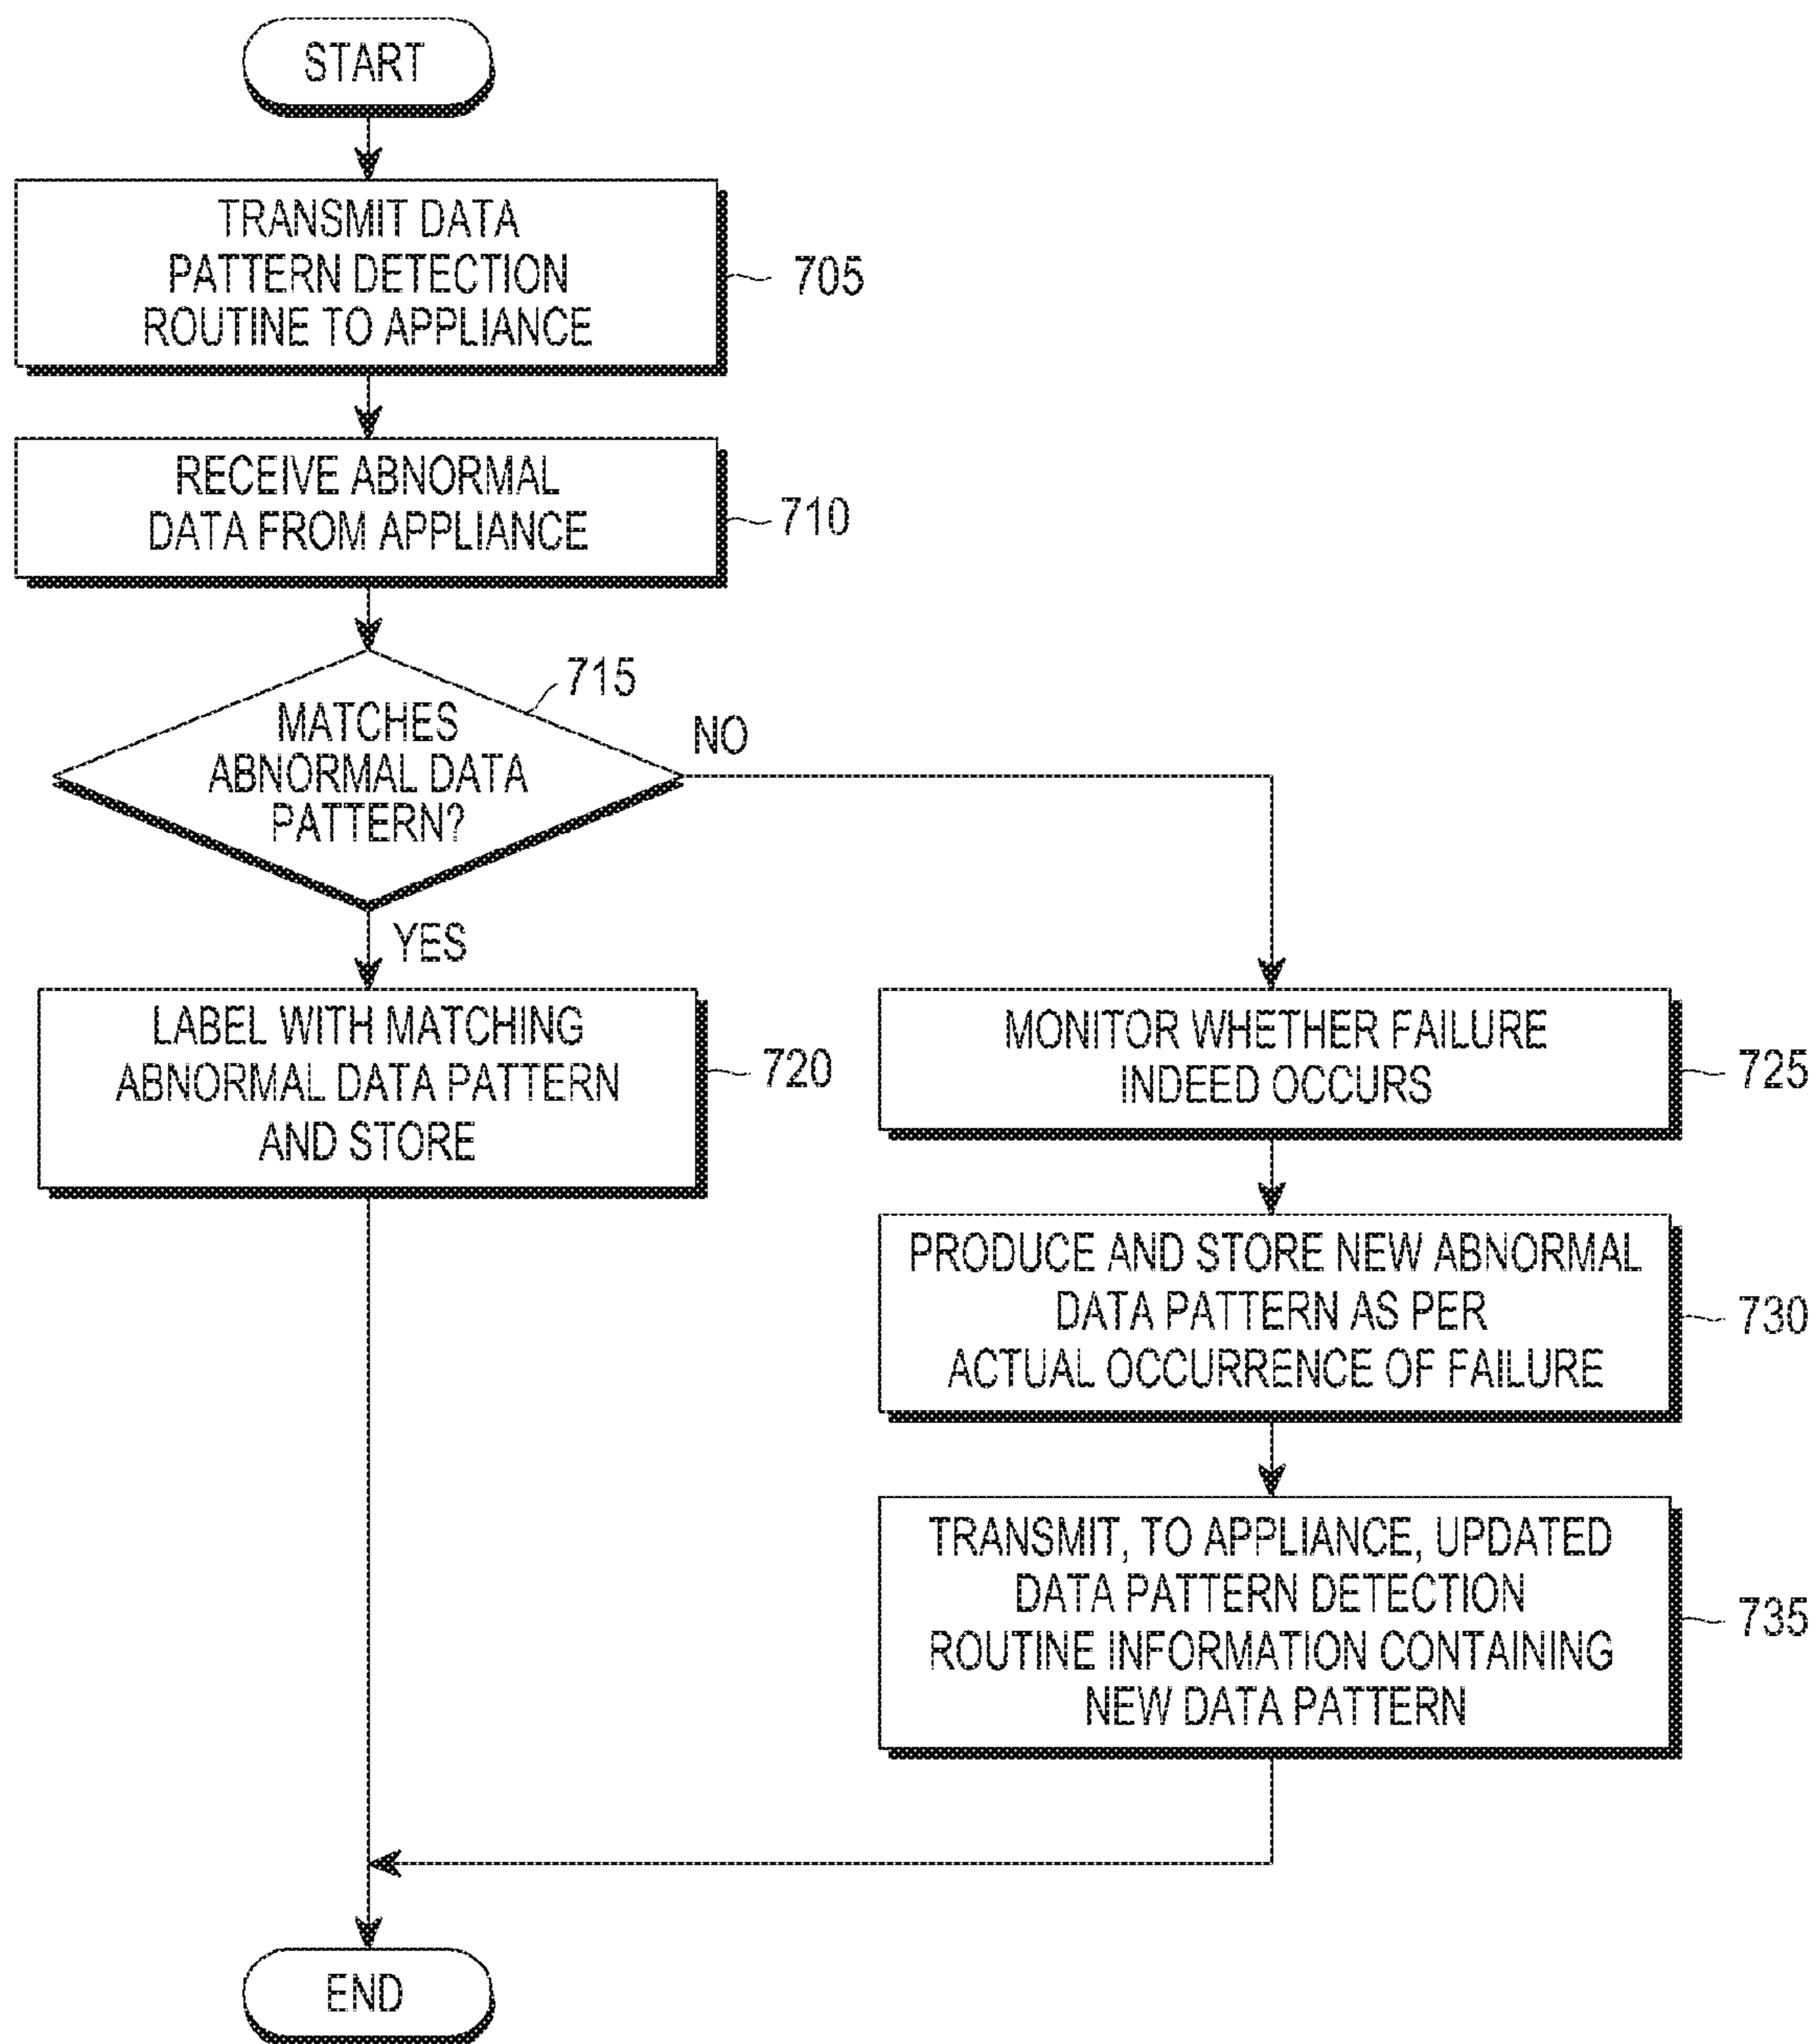 START
TRANSMIT DATA
PATTERN DETECTION
ROUTINE TO APPLIANCE
705
RECEIVE ABNORMAL
DATA FROM APPLIANCE
710
715
MATCHES
ABNORMAL DATA
PATTERN?
NO
YES
LABEL WITH MATCHING
ABNORMAL DATA PATTERN
AND STORE
720
MONITOR WHETHER FAILURE
INDEED OCCURS
725
PRODUCE AND STORE NEW ABNORMAL
DATA PATTERN AS PER
ACTUAL OCCURRENCE OF FAILURE
730
TRANSMIT, TO APPLIANCE, UPDATED
DATA PATTERN DETECTION
ROUTINE INFORMATION CONTAINING
NEW DATA PATTERN
735
END